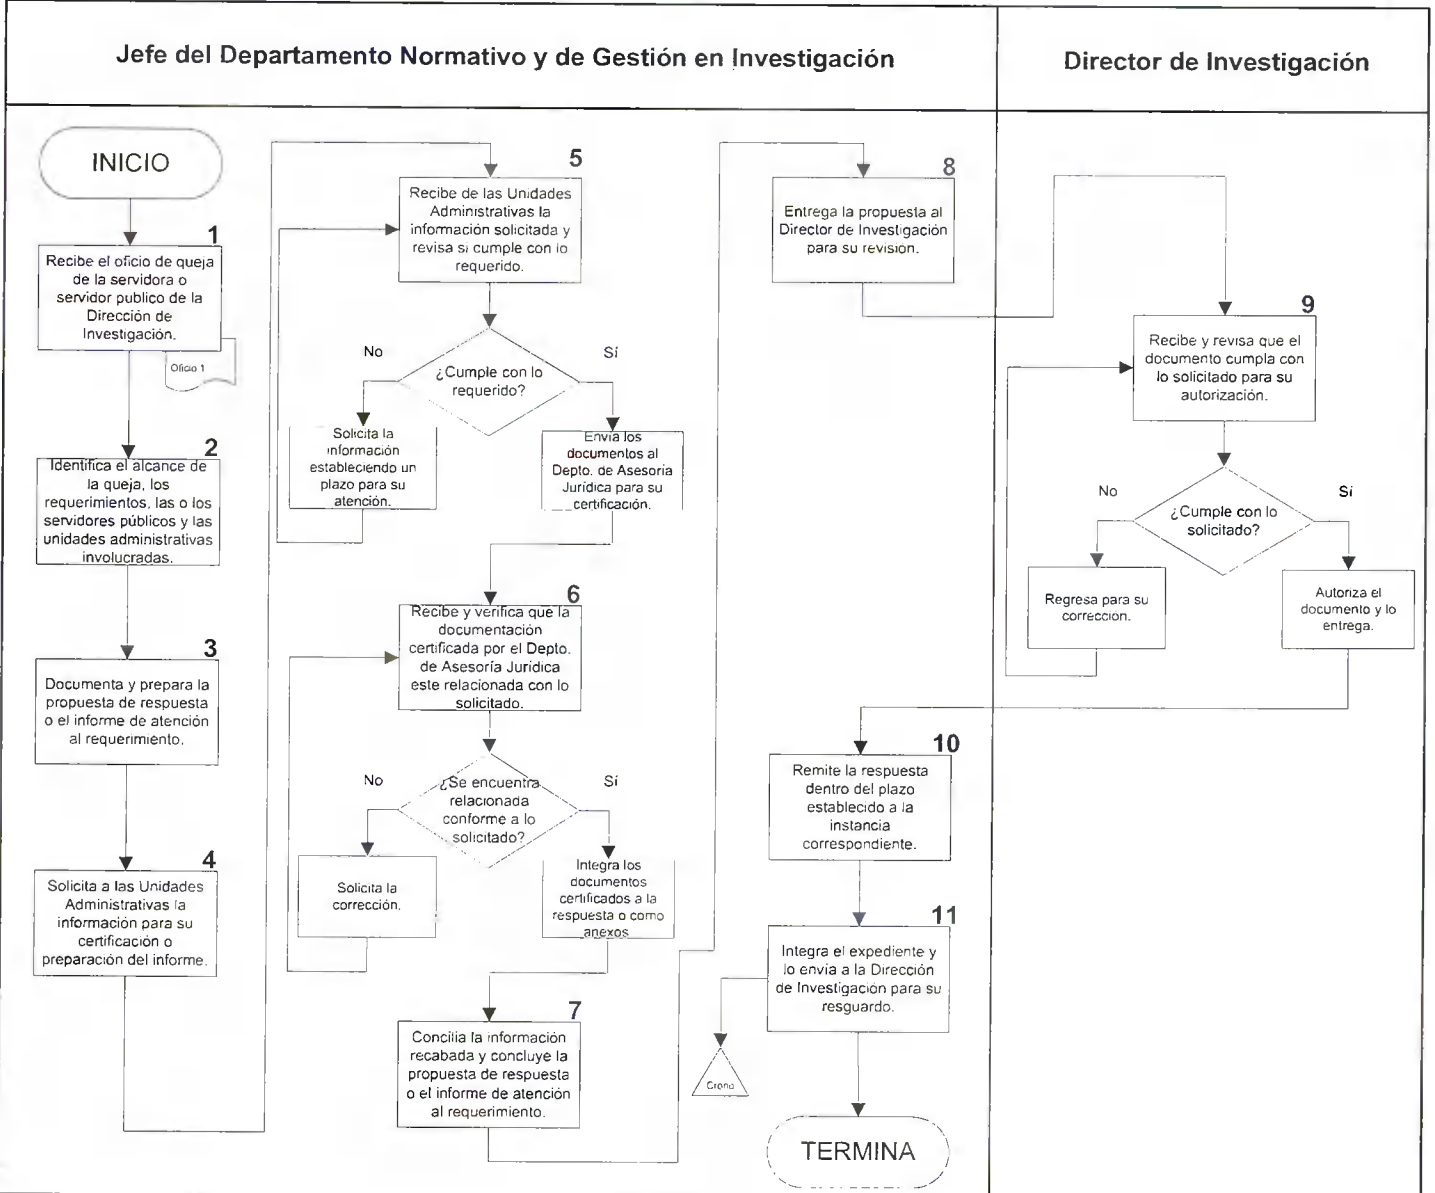 Jefe del Departamento Normativo y de Gestión en Investigación
Director de Investigación
INICIO
1
Recibe el oficio de queja
de la servidora o
servidor publico de la
Dirección de
Investigación.
Oficio 1
2
Identifica el alcance de
la queja, los
requerimientos, las o los
servidores públicos y las
unidades administrativas
involucradas.
3
Documenta y prepara la
propuesta de respuesta
o el informe de atención
al requerimiento.
4
Solicita a las Unidades
Administrativas la
información para su
certificación o
preparación del informe.
5
Recibe de las Unidades
Administrativas la
información solicitada y
revisa si cumple con lo
requerido.
No
Sí
¿Cumple con lo
requerido?
Solicita la
información
estableciendo un
plazo para su
atención.
Envía los
documentos al
Depto. de Asesoría
Jurídica para su
certificación.
6
Recibe y verifica que la
documentación
certificada por el Depto.
de Asesoría Jurídica
este relacionada con lo
solicitado.
No
Sí
¿Se encuentra
relacionada
conforme a lo
solicitado?
Solicita la
corrección.
Integra los
documentos
certificados a la
respuesta o como
anexos
7
Concilia la información
recabada y concluye la
propuesta de respuesta
o el informe de atención
al requerimiento.
8
Entrega la propuesta al
Director de Investigación
para su revisión.
9
Recibe y revisa que el
documento cumpla con
lo solicitado para su
autorización.
No
Sí
¿Cumple con lo
solicitado?
Regresa para su
corrección.
Autoriza el
documento y lo
entrega.
10
Remite la respuesta
dentro del plazo
establecido a la
instancia
correspondiente.
11
Integra el expediente y
lo envía a la Dirección
de Investigación para su
resguardo.
Crono
TERMINA